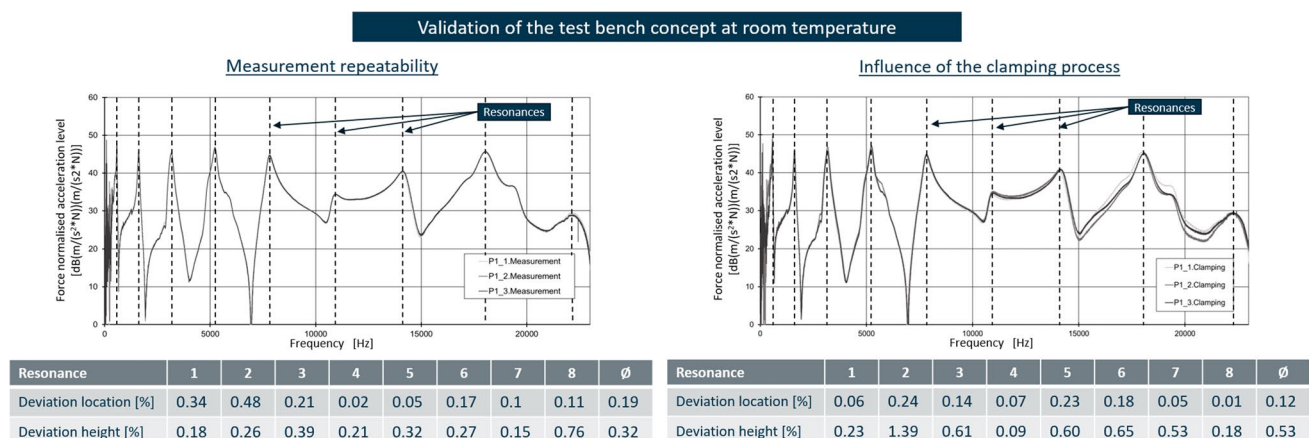 Validation of the test bench concept at room temperature
Measurement repeatability
Force normalised acceleration level
[dB(m/(s²*N))(m/(s2*N))]
60
50
40
30
20
10
0
Resonances
P1_1.Measurement
P1_2.Measurement
P1_3.Measurement
0 5000 10000 15000 20000
Frequency [Hz]
Resonance 1 2 3 4 5 6 7 8 Ø
Deviation location [%] 0.34 0.48 0.21 0.02 0.05 0.17 0.1 0.11 0.19
Deviation height [%] 0.18 0.26 0.39 0.21 0.32 0.27 0.15 0.76 0.32
Influence of the clamping process
Force normalised acceleration level
[dB(m/(s²*N))(m/(s2*N))]
60
50
40
30
20
10
0
Resonances
P1_1.Clamping
P1_2.Clamping
P1_3.Clamping
0 5000 10000 15000 20000
Frequency [Hz]
Resonance 1 2 3 4 5 6 7 8 Ø
Deviation location [%] 0.06 0.24 0.14 0.07 0.23 0.18 0.05 0.01 0.12
Deviation height [%] 0.23 1.39 0.61 0.09 0.60 0.65 0.53 0.18 0.53